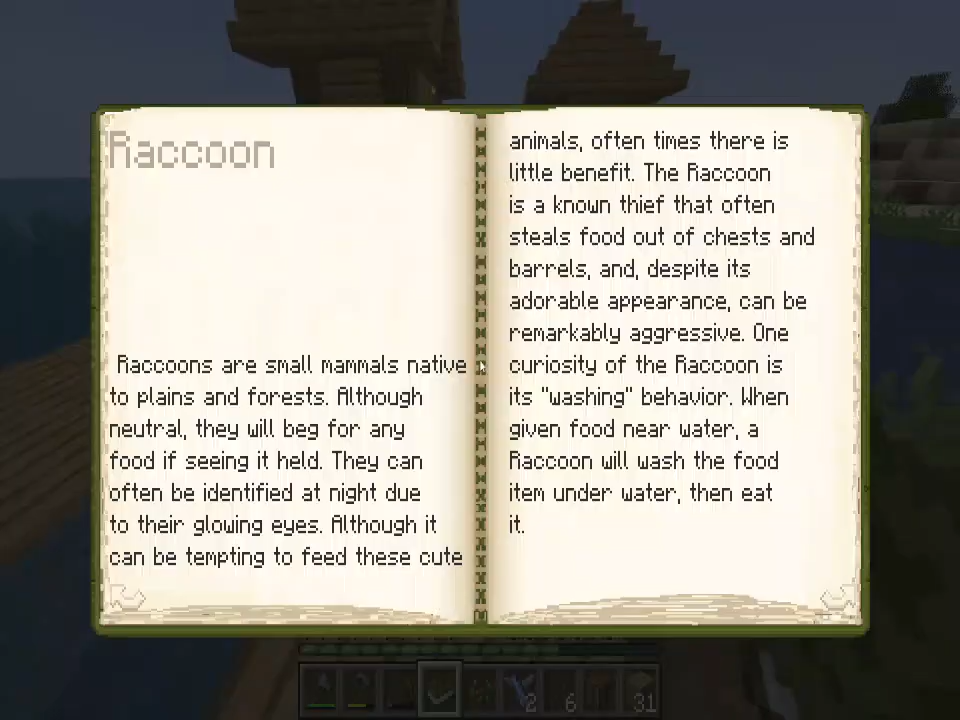 Raccoon
Raccoons are small mammals native
to plains and forests. Although
neutral, they will beg for any
food if seeing it held. They can
often be identified at night due
to their glowing eyes. Although it
can be tempting to feed these cute
animals, often times there is
little benefit. The Raccoon
is a known thief that often
steals food out of chests and
barrels, and, despite its
adorable appearance, can be
remarkably aggressive. One
curiosity of the Raccoon is
its "washing" behavior. When
given food near water, a
Raccoon will wash the food
item under water, then eat
it.
2 6 31